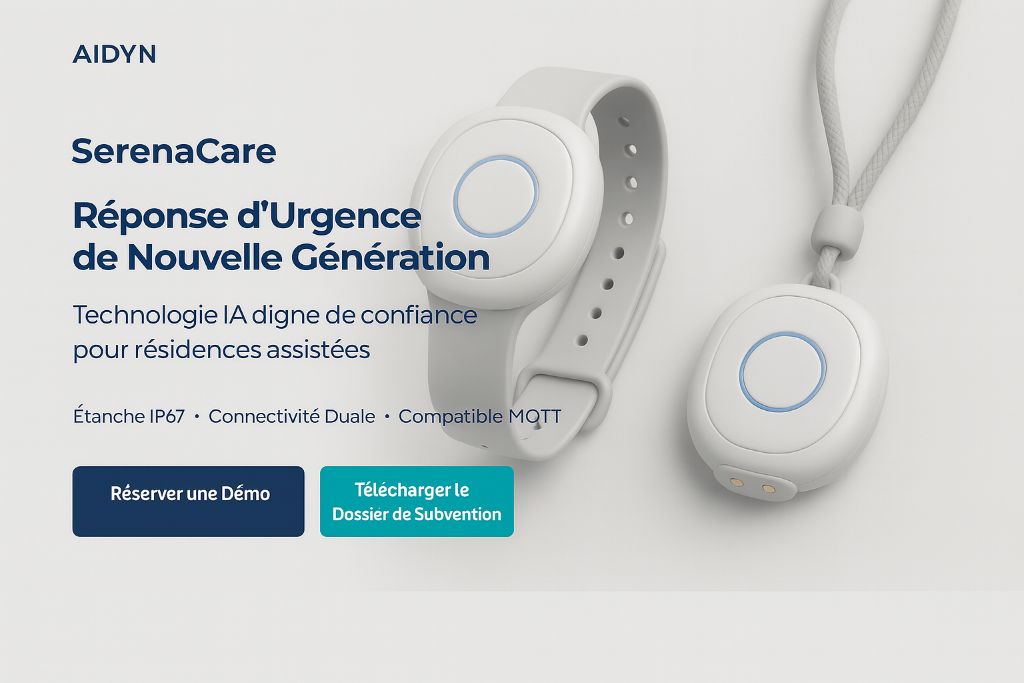 AIDYN
SerenaCare
Réponse d'Urgence
de Nouvelle Génération
Technologie IA digne de confiance
pour résidences assistées
Étanche IP67 • Connectivité Duale • Compatible MOTT
Réserver une Démo
Télécharger le
Dossier de Subvention